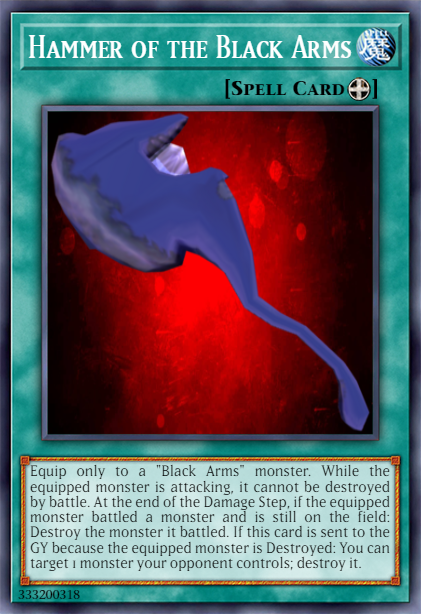 Hammer of the Black Arms 魔
[Spell Card]
Equip only to a "Black Arms" monster. While the
equipped monster is attacking, it cannot be destroyed
by battle. At the end of the Damage Step, if the equipped
monster battled a monster and is still on the field:
Destroy the monster it battled. If this card is sent to the
GY because the equipped monster is Destroyed: You can
target 1 monster your opponent controls; destroy it.
333200318